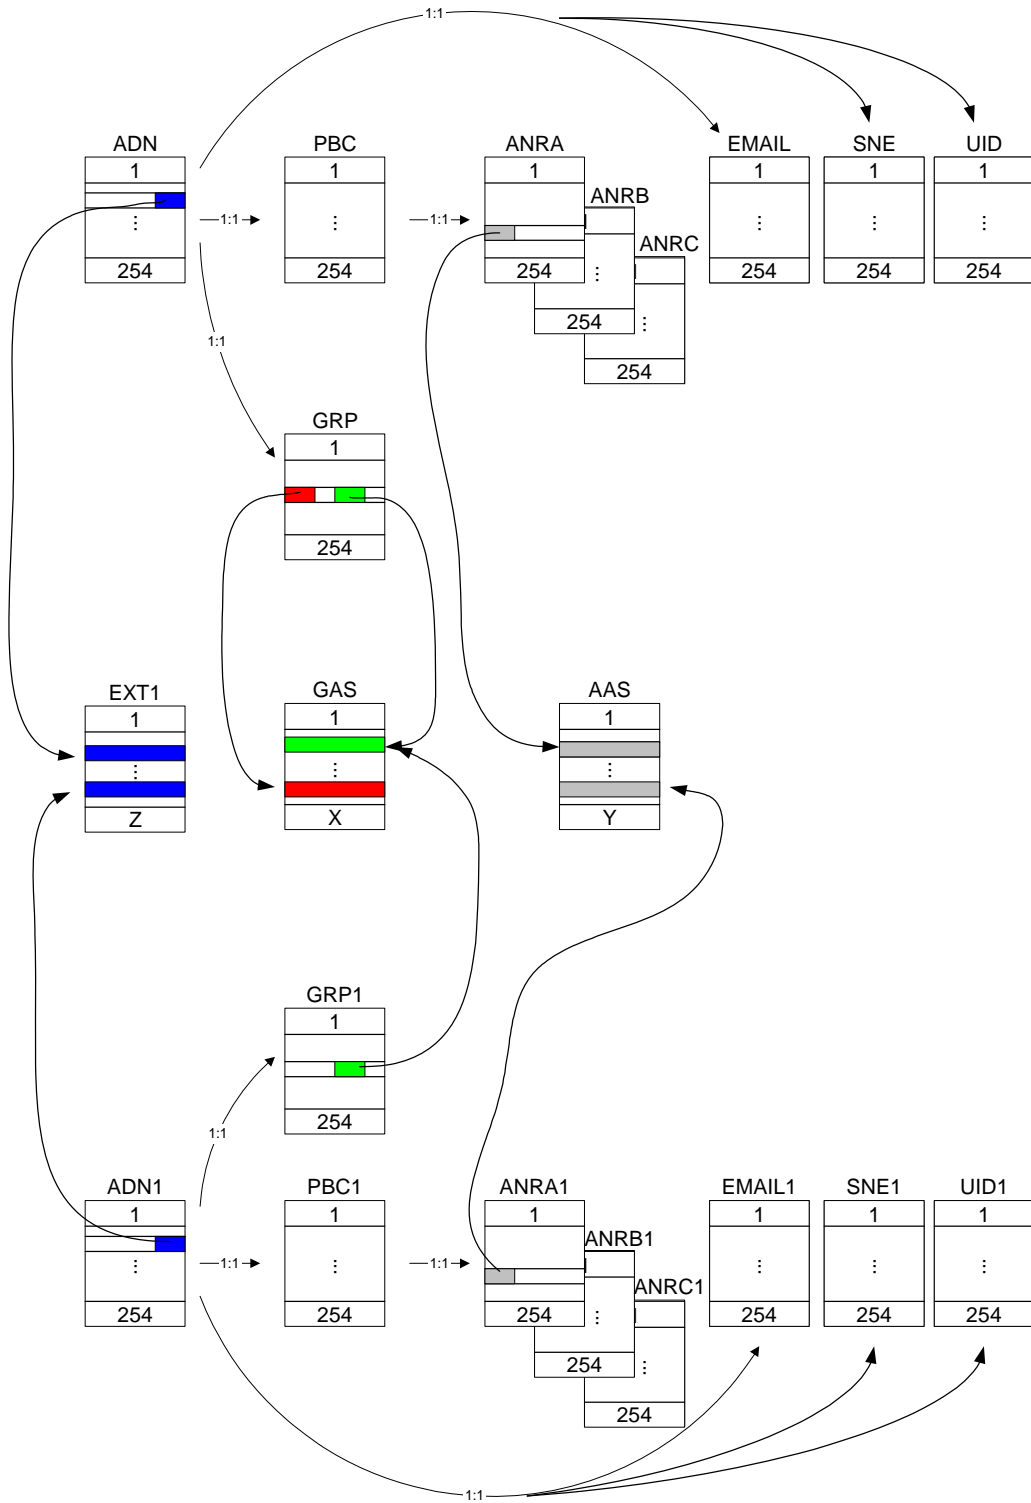 1:1
ADN PBC ANRA EMAIL SNE UID
1 1 1 1 1 1
ANRB
⋮ 1:1 ⋮ 1:1 ⋮ ⋮ ⋮
ANRC
254 254 254 ⋮ 254 254 254
254 ⋮
1:1
254
GRP
1
254
EXT1 GAS AAS
1 1 1
⋮ ⋮ ⋮
Z X Y
GRP1
1
254
1:1
ADN1 PBC1 ANRA1 EMAIL1 SNE1 UID1
1 1 1 1 1 1
ANRB1
⋮ 1:1 ⋮ 1:1 ⋮ ⋮ ⋮
ANRC1
254 254 254 ⋮ 254 254 254
254 ⋮
254
1:1